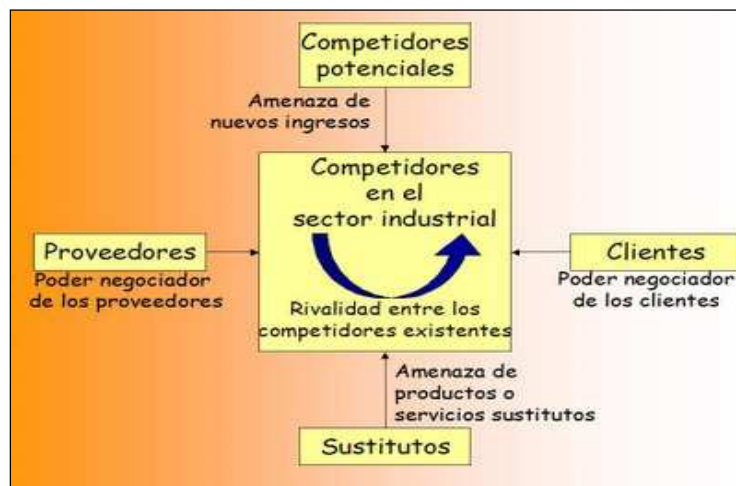 Competidores
potenciales
Amenaza de
nuevos ingresos
Competidores
en el
sector industrial
Rivalidad entre los
competidores existentes
Proveedores
Poder negociador
de los proveedores
Clientes
Poder negociador
de los clientes
Amenaza de
productos o
servicios sustitutos
Sustitutos